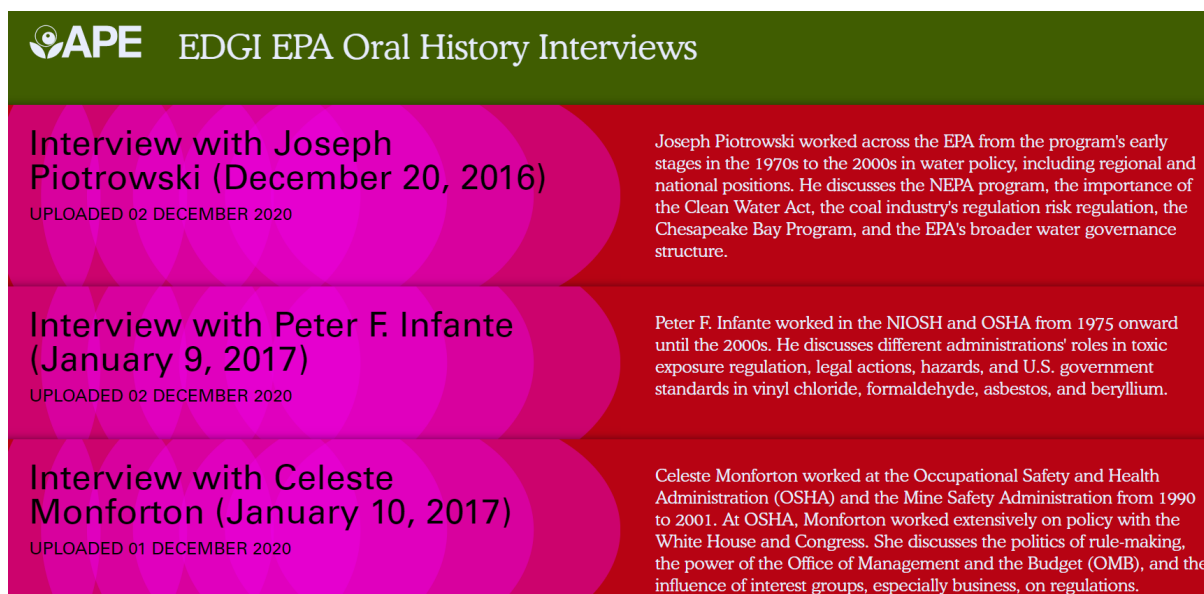 APE EDGI EPA Oral History Interviews
Interview with Joseph
Piotrowski (December 20, 2016)
UPLOADED 02 DECEMBER 2020
Joseph Piotrowski worked across the EPA from the program's early
stages in the 1970s to the 2000s in water policy, including regional and
national positions. He discusses the NEPA program, the importance of
the Clean Water Act, the coal industry's regulation risk regulation, the
Chesapeake Bay Program, and the EPA's broader water governance
structure.
Interview with Peter F. Infante
(January 9, 2017)
UPLOADED 02 DECEMBER 2020
Peter F. Infante worked in the NIOSH and OSHA from 1975 onward
until the 2000s. He discusses different administrations' roles in toxic
exposure regulation, legal actions, hazards, and U.S. government
standards in vinyl chloride, formaldehyde, asbestos, and beryllium.
Interview with Celeste
Monforton (January 10, 2017)
UPLOADED 01 DECEMBER 2020
Celeste Monforton worked at the Occupational Safety and Health
Administration (OSHA) and the Mine Safety Administration from 1990
to 2001. At OSHA, Monforton worked extensively on policy with the
White House and Congress. She discusses the politics of rule-making,
the power of the Office of Management and the Budget (OMB), and the
influence of interest groups, especially business, on regulations.